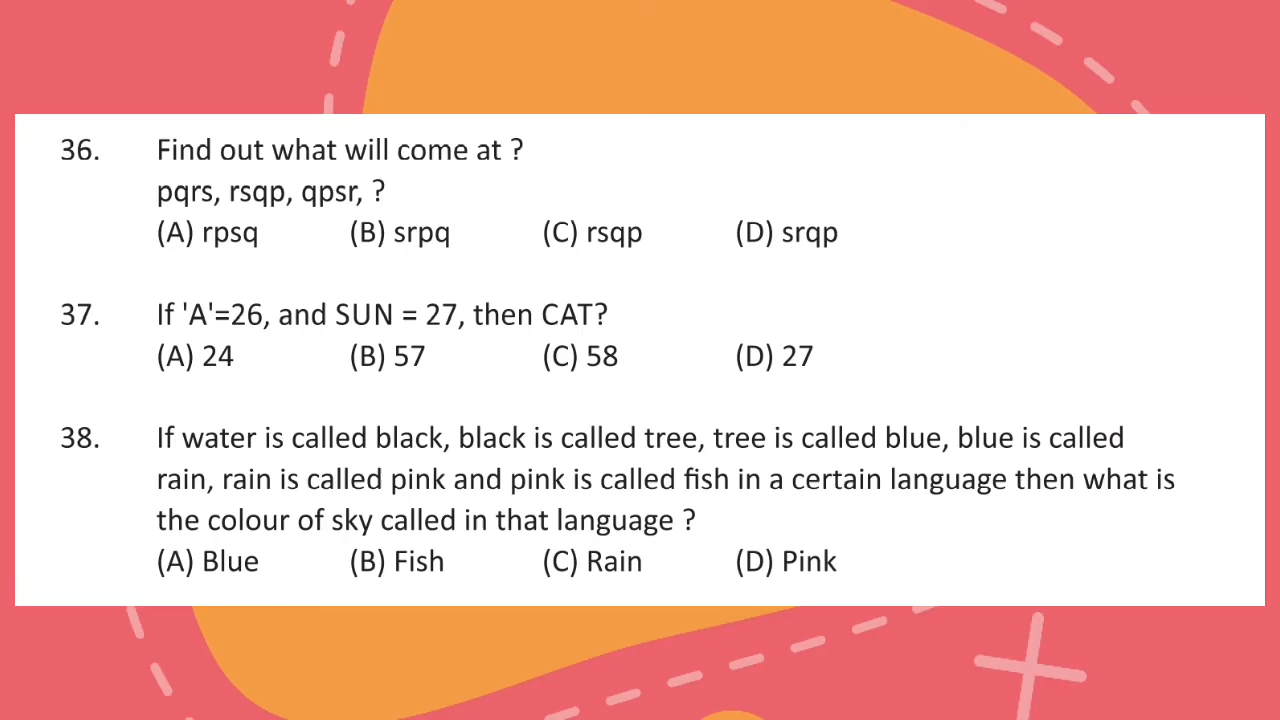 36. Find out what will come at ?
pqrs, rsqp, qpsr, ?
(A) rpsq (B) srpq (C) rsqp (D) srqp
37. If 'A'=26, and SUN = 27, then CAT?
(A) 24 (B) 57 (C) 58 (D) 27
38. If water is called black, black is called tree, tree is called blue, blue is called
rain, rain is called pink and pink is called fish in a certain language then what is
the colour of sky called in that language ?
(A) Blue (B) Fish (C) Rain (D) Pink